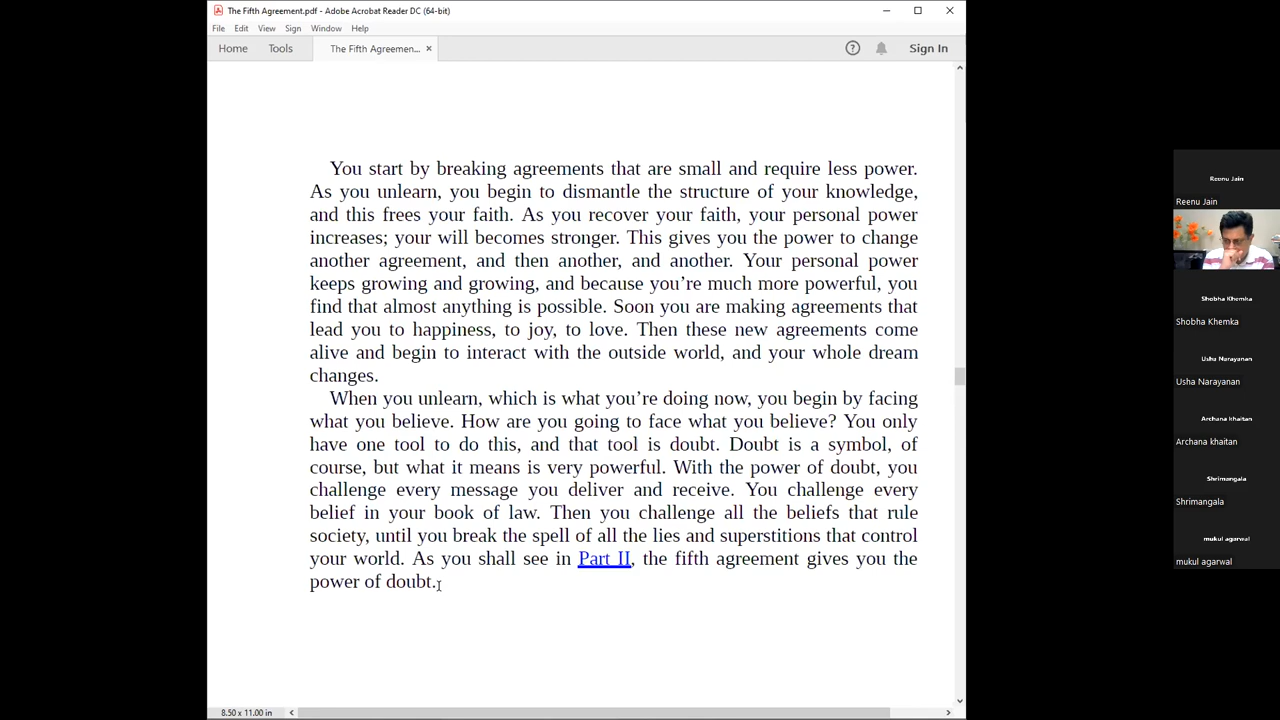 The Fifth Agreement.pdf - Adobe Acrobat Reader DC (64-bit)
File Edit View Sign Window Help
Home Tools The Fifth Agreemen... × Sign In
You start by breaking agreements that are small and require less power.
As you unlearn, you begin to dismantle the structure of your knowledge,
and this frees your faith. As you recover your faith, your personal power
increases; your will becomes stronger. This gives you the power to change
another agreement, and then another, and another. Your personal power
keeps growing and growing, and because you’re much more powerful, you
find that almost anything is possible. Soon you are making agreements that
lead you to happiness, to joy, to love. Then these new agreements come
alive and begin to interact with the outside world, and your whole dream
changes.
When you unlearn, which is what you’re doing now, you begin by facing
what you believe. How are you going to face what you believe? You only
have one tool to do this, and that tool is doubt. Doubt is a symbol, of
course, but what it means is very powerful. With the power of doubt, you
challenge every message you deliver and receive. You challenge every
belief in your book of law. Then you challenge all the beliefs that rule
society, until you break the spell of all the lies and superstitions that control
your world. As you shall see in Part II, the fifth agreement gives you the
power of doubt.
8.50 x 11.00 in
Reenu Jain
Reenu Jain
Shobha Khemka
Shobha Khemka
Usha Narayanan
Usha Narayanan
Archana khaitan
Archana khaitan
Shrimangala
Shrimangala
mukul agarwal
mukul agarwal